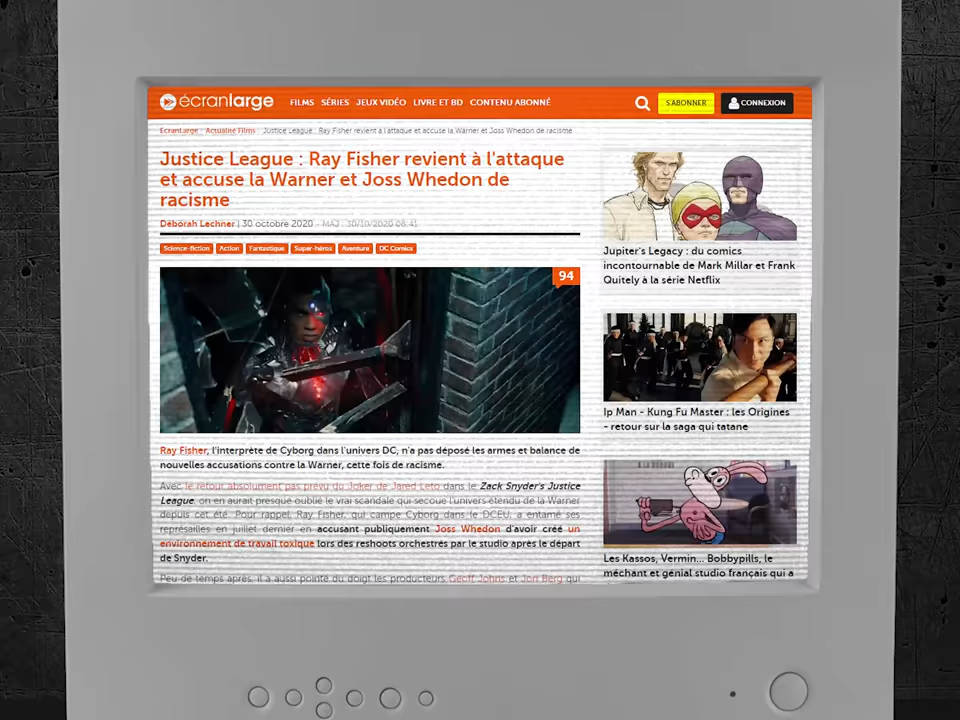 écranlarge
FILMS SÉRIES JEUX VIDÉO LIVRE ET BD CONTENU ABONNÉ
S'ABONNER
CONNEXION
EcranLarge Actualité Films Justice League : Ray Fisher revient à l'attaque et accuse la Warner et Joss Whedon de racisme
Justice League : Ray Fisher revient à l'attaque
et accuse la Warner et Joss Whedon de
racisme
Déborah Lechner | 30 octobre 2020 - MAJ : 30/10/2020 08:41
Science-fiction Action Fantastique Super-héros Aventure DC Comics
94
Ray Fisher, l'interprète de Cyborg dans l'univers DC, n'a pas déposé les armes et balance de
nouvelles accusations contre la Warner, cette fois de racisme.
Avec le retour absolument pas prévu du Joker de Jared Leto dans le Zack Snyder's Justice
League, on en aurait presque oublié le vrai scandale qui secoue l'univers étendu de la Warner
depuis cet été. Pour rappel, Ray Fisher, qui campe Cyborg dans le DCEU, a entamé ses
représailles en juillet dernier en accusant publiquement Joss Whedon d'avoir créé un
environnement de travail toxique lors des reshoots orchestrés par le studio après le départ
de Snyder.
Peu de temps après, il a aussi pointé du doigt les producteurs Geoff Johns et Jon Berg qui
Jupiter's Legacy : du comics
incontournable de Mark Millar et Frank
Quitely à la série Netflix
Ip Man - Kung Fu Master : les Origines
- retour sur la saga qui tatane
Les Kassos, Vermin... Bobbypills, le
méchant et génial studio français qui a